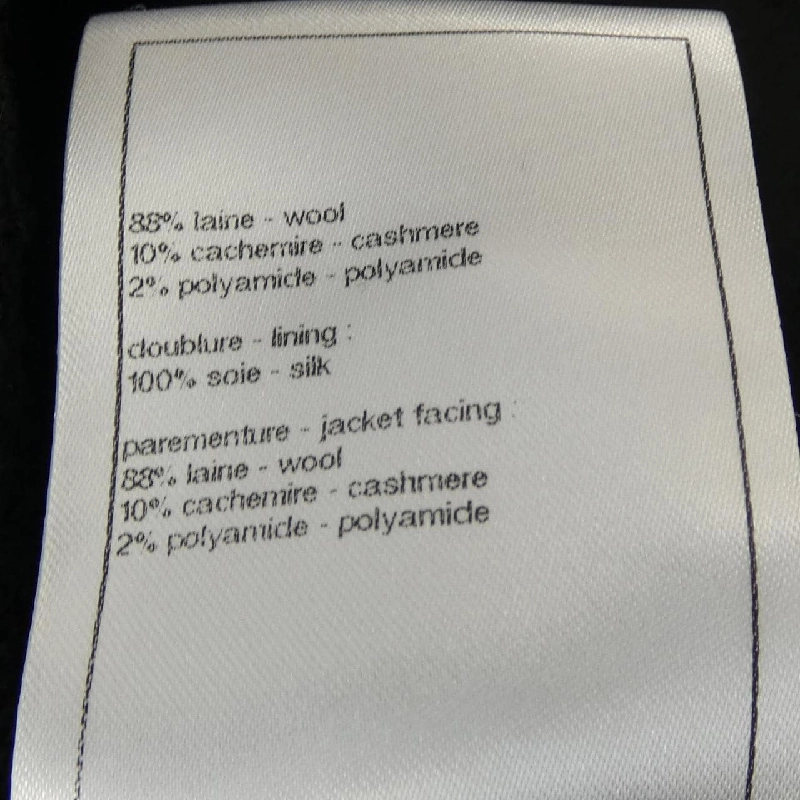 88% laine - wool
10% cachemire - cashmere
2% polyamide - polyamide
doublure - lining :
100% soie - silk
parementure - jacket facing :
88% laine - wool
10% cachemire - cashmere
2% polyamide - polyamide